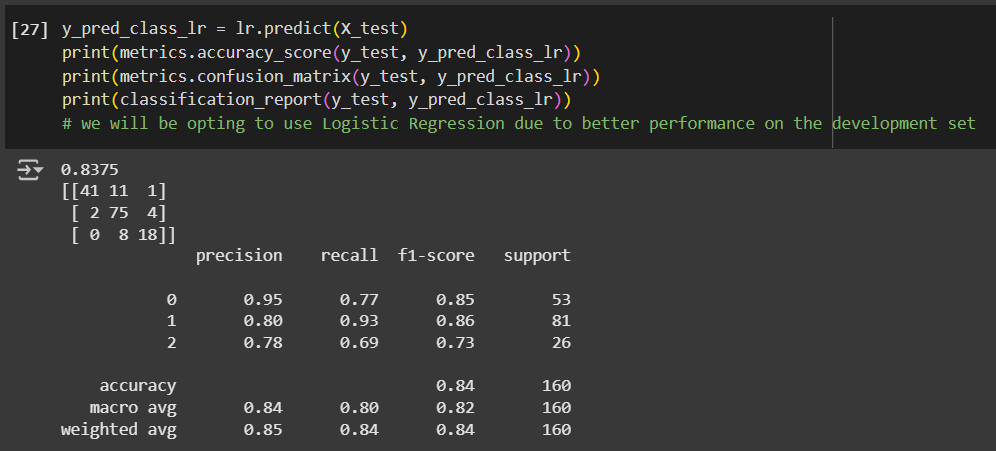 [27] y_pred_class_lr = lr.predict(X_test)
print(metrics.accuracy_score(y_test, y_pred_class_lr))
print(metrics.confusion_matrix(y_test, y_pred_class_lr))
print(classification_report(y_test, y_pred_class_lr))
# we will be opting to use Logistic Regression due to better performance on the development set
0.8375
[[41 11  1]
 [ 2 75  4]
 [ 0  8 18]]
              precision    recall  f1-score   support
           0       0.95      0.77      0.85        53
           1       0.80      0.93      0.86        81
           2       0.78      0.69      0.73        26
    accuracy                           0.84       160
   macro avg       0.84      0.80      0.82       160
weighted avg       0.85      0.84      0.84       160